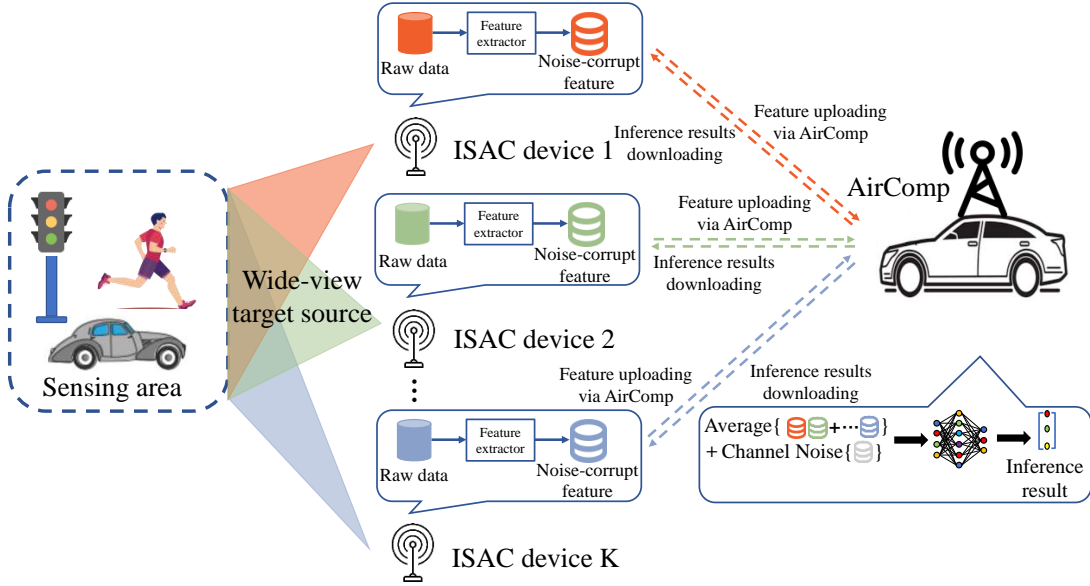 Feature
extractor
Raw data
Noise-corrupt
feature
ISAC device 1
Feature uploading
via AirComp
Inference results
downloading
AirComp
Feature
extractor
Raw data
Noise-corrupt
feature
Feature uploading
via AirComp
Inference results
downloading
Wide-view
target source
ISAC device 2
Sensing area
⋮
Feature uploading
via AirComp
Inference results
downloading
Feature
extractor
Raw data
Noise-corrupt
feature
ISAC device K
Average{ +···}
+ Channel Noise{ }
Inference
result